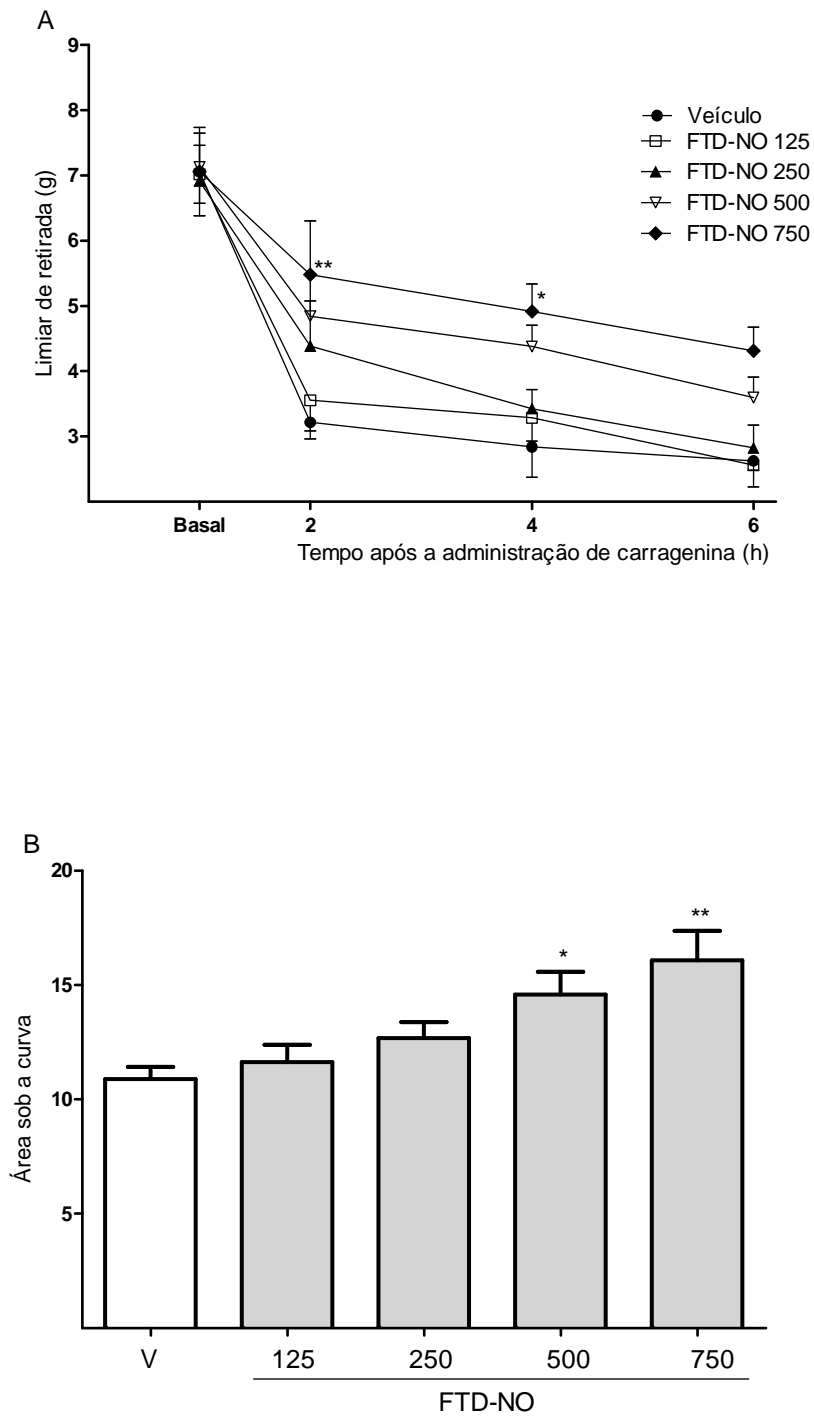 A
9
8
7
6
5
4
3
Limiar de retirada (g)
Veículo
FTD-NO 125
FTD-NO 250
FTD-NO 500
FTD-NO 750
**
*
Basal 2 4 6
Tempo após a administração de carragenina (h)
B
20
15
10
5
Área sob a curva
*
**
V 125 250 500 750
FTD-NO